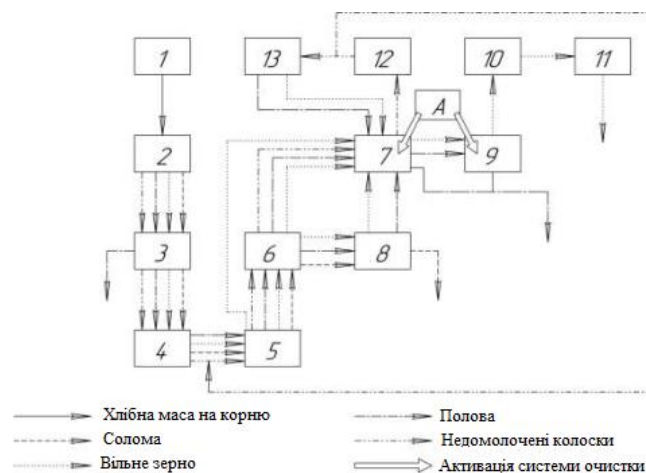 1
13
12
10
11
A
2
7
9
3
6
8
4
5
Хлібна маса на корню
Полова
Солома
Недомолочені колоски
Вільне зерно
Активація системи очистки